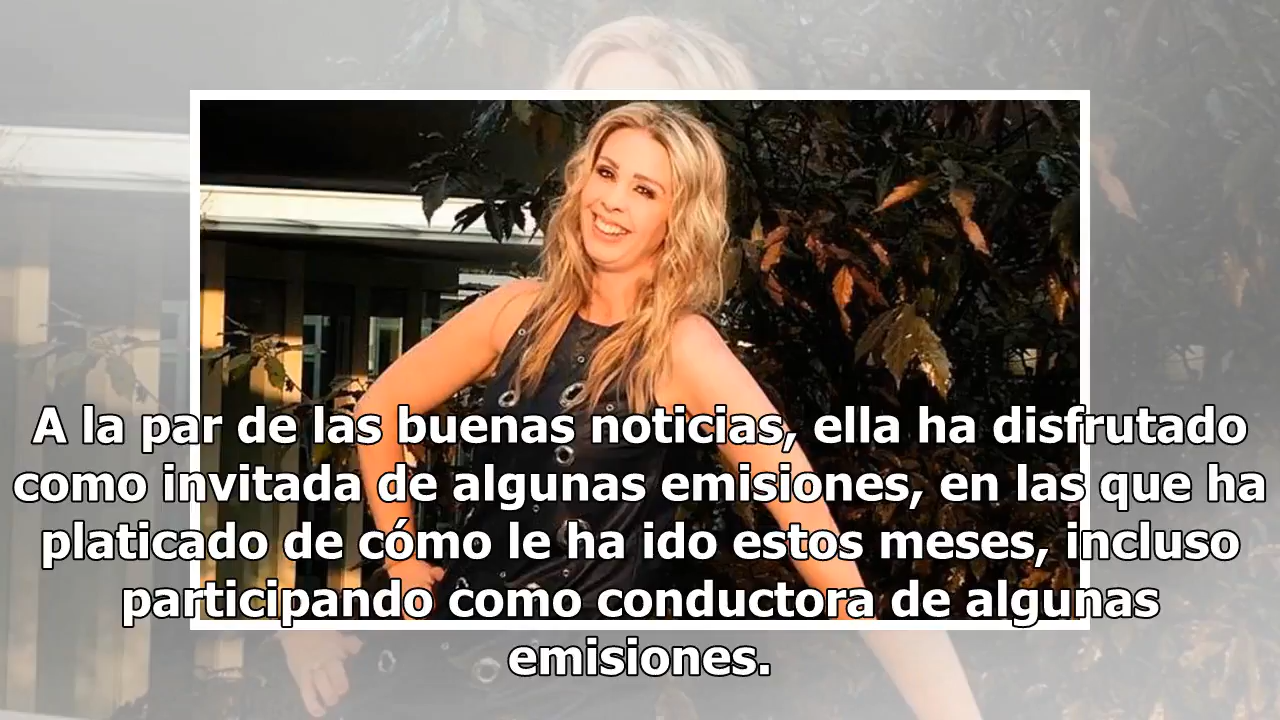 A la par de las buenas noticias, ella ha disfrutado
como invitada de algunas emisiones, en las que ha
platicado de cómo le ha ido estos meses, incluso
participando como conductora de algunas
emisiones.